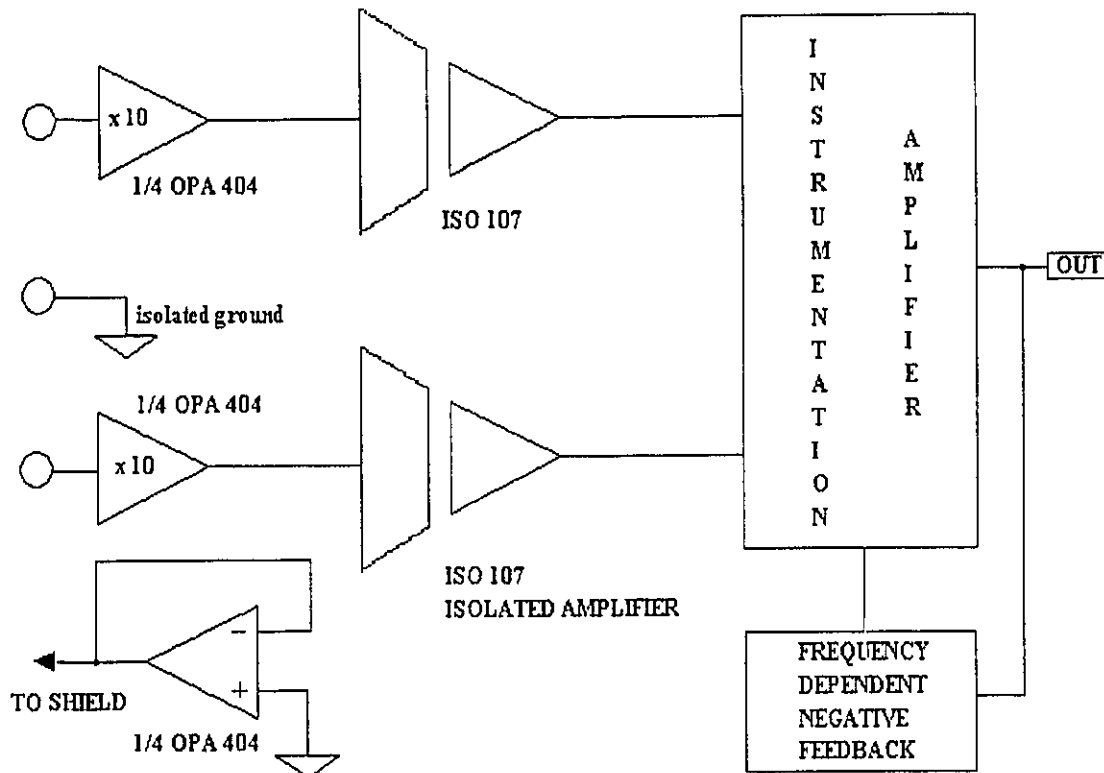 x 10
1/4 OPA 404
ISO 107
isolated ground
1/4 OPA 404
x 10
ISO 107
ISOLATED AMPLIFIER
−
+
TO SHIELD
1/4 OPA 404
INSTRUMENTATION
AMPLIFIER
OUT
FREQUENCY
DEPENDENT
NEGATIVE
FEEDBACK